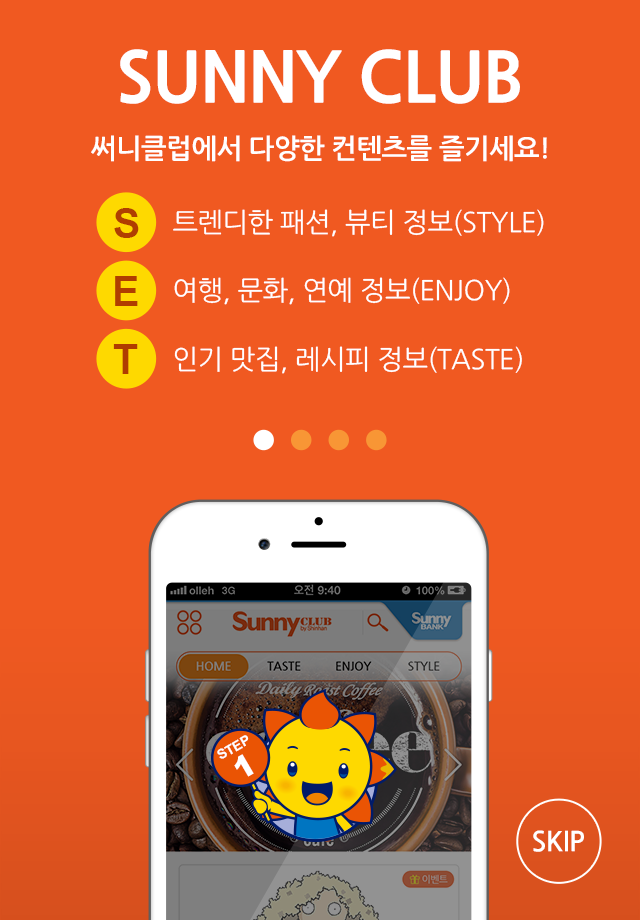 SUNNY CLUB
써니클럽에서 다양한 컨텐츠를 즐기세요!
S 트렌디한 패션, 뷰티 정보(STYLE)
E 여행, 문화, 연예 정보(ENJOY)
T 인기 맛집, 레시피 정보(TASTE)
olleh 3G 오전 9:40 100%
Sunny CLUB
by Shinhan
Sunny
BANK
HOME TASTE ENJOY STYLE
Daily Roast Coffee
STEP
1
cafe
이벤트
SKIP